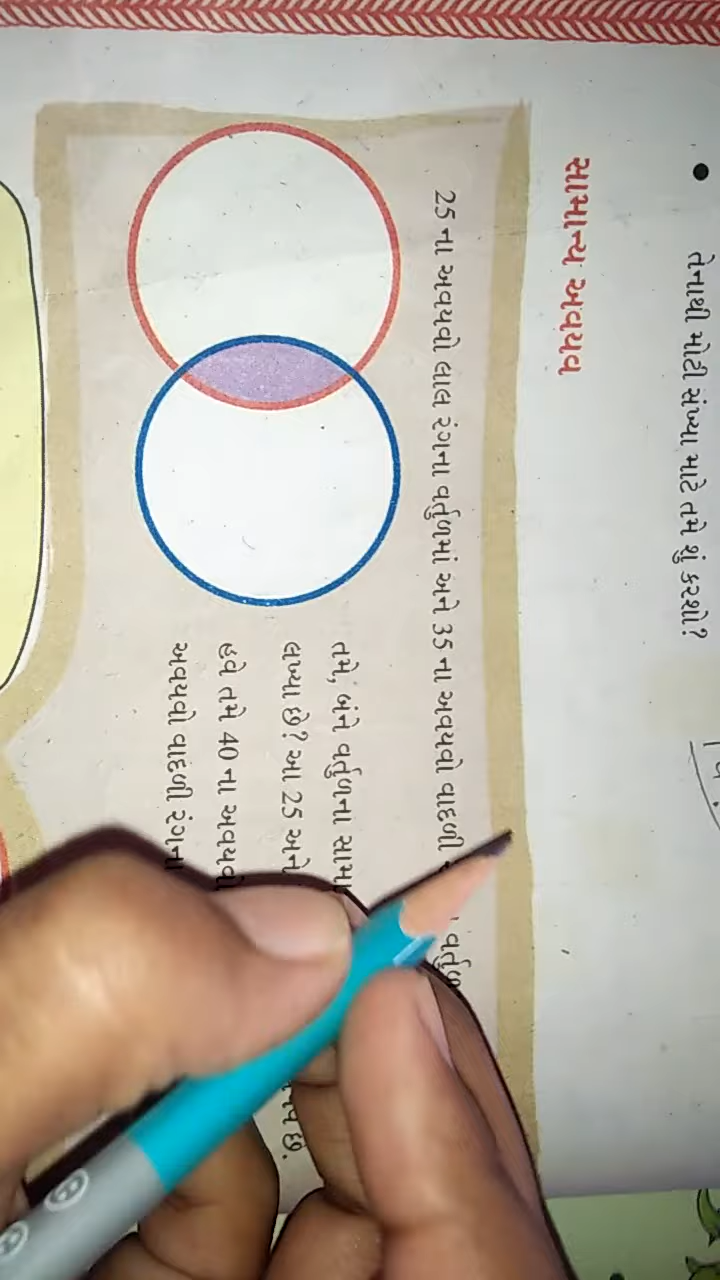 તેનાથી મોટી સંખ્યા માટે તમે શું કરશો?
સામાન્ય અવયવ
25 ના અવયવો લાલ રંગના વર્તુળમાં અને 35 ના અવયવો વાદળી
તમે, બંને વર્તુળના
લખ્યા છે? આ 25 અને
હવે તમે 40 ના અવયવો
અવયવો વાદળી રંગના
છે.